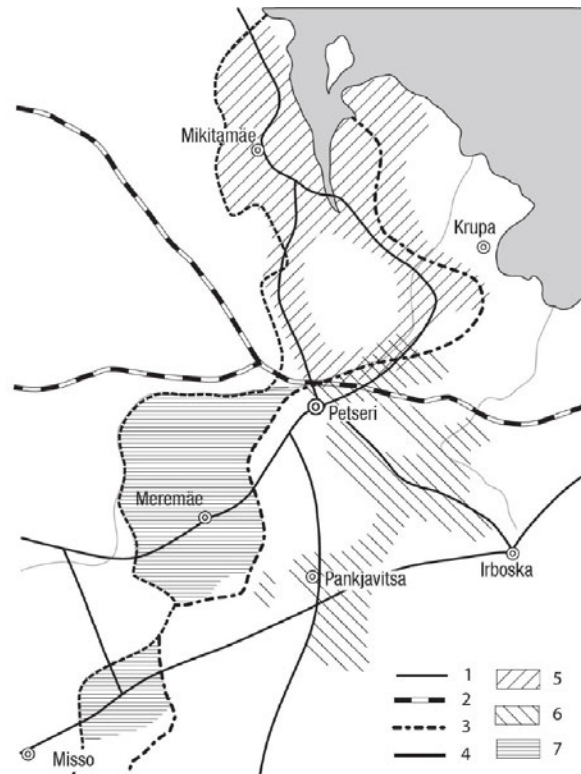 Mikitamäe
Krupa
Petseri
Meremäe
Pankjavitsa
Irboska
Misso
1
2
3
4
5
6
7